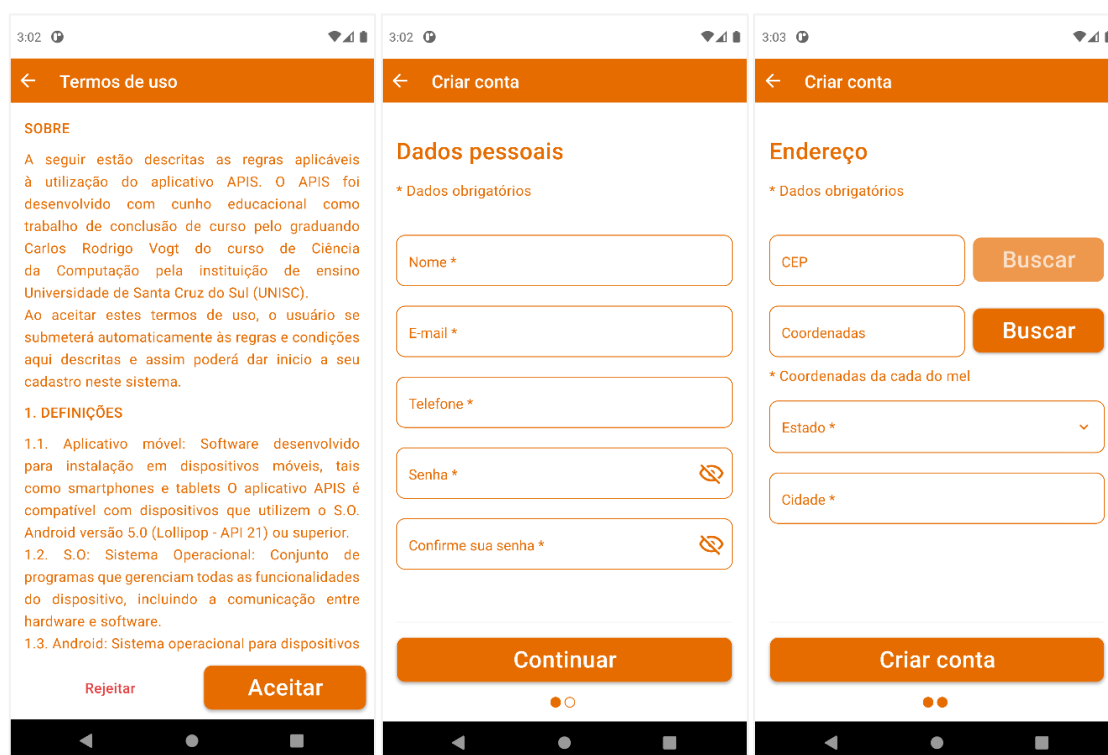 3:02
Termos de uso
SOBRE
A seguir estão descritas as regras aplicáveis
à utilização do aplicativo APIS. O APIS foi
desenvolvido com cunho educacional como
trabalho de conclusão de curso pelo graduando
Carlos Rodrigo Vogt do curso de Ciência
da Computação pela instituição de ensino
Universidade de Santa Cruz do Sul (UNISC).
Ao aceitar estes termos de uso, o usuário se
submeterá automaticamente às regras e condições
aqui descritas e assim poderá dar inicio a seu
cadastro neste sistema.
1. DEFINIÇÕES
1.1. Aplicativo móvel: Software desenvolvido
para instalação em dispositivos móveis, tais
como smartphones e tablets O aplicativo APIS é
compatível com dispositivos que utilizem o S.O.
Android versão 5.0 (Lollipop - API 21) ou superior.
1.2. S.O: Sistema Operacional: Conjunto de
programas que gerenciam todas as funcionalidades
do dispositivo, incluindo a comunicação entre
hardware e software.
1.3. Android: Sistema operacional para dispositivos
Rejeitar
Aceitar
3:02
Criar conta
Dados pessoais
* Dados obrigatórios
Nome *
E-mail *
Telefone *
Senha *
Confirme sua senha *
Continuar
3:03
Criar conta
Endereço
* Dados obrigatórios
CEP
Buscar
Coordenadas
Buscar
* Coordenadas da cada do mel
Estado *
Cidade *
Criar conta